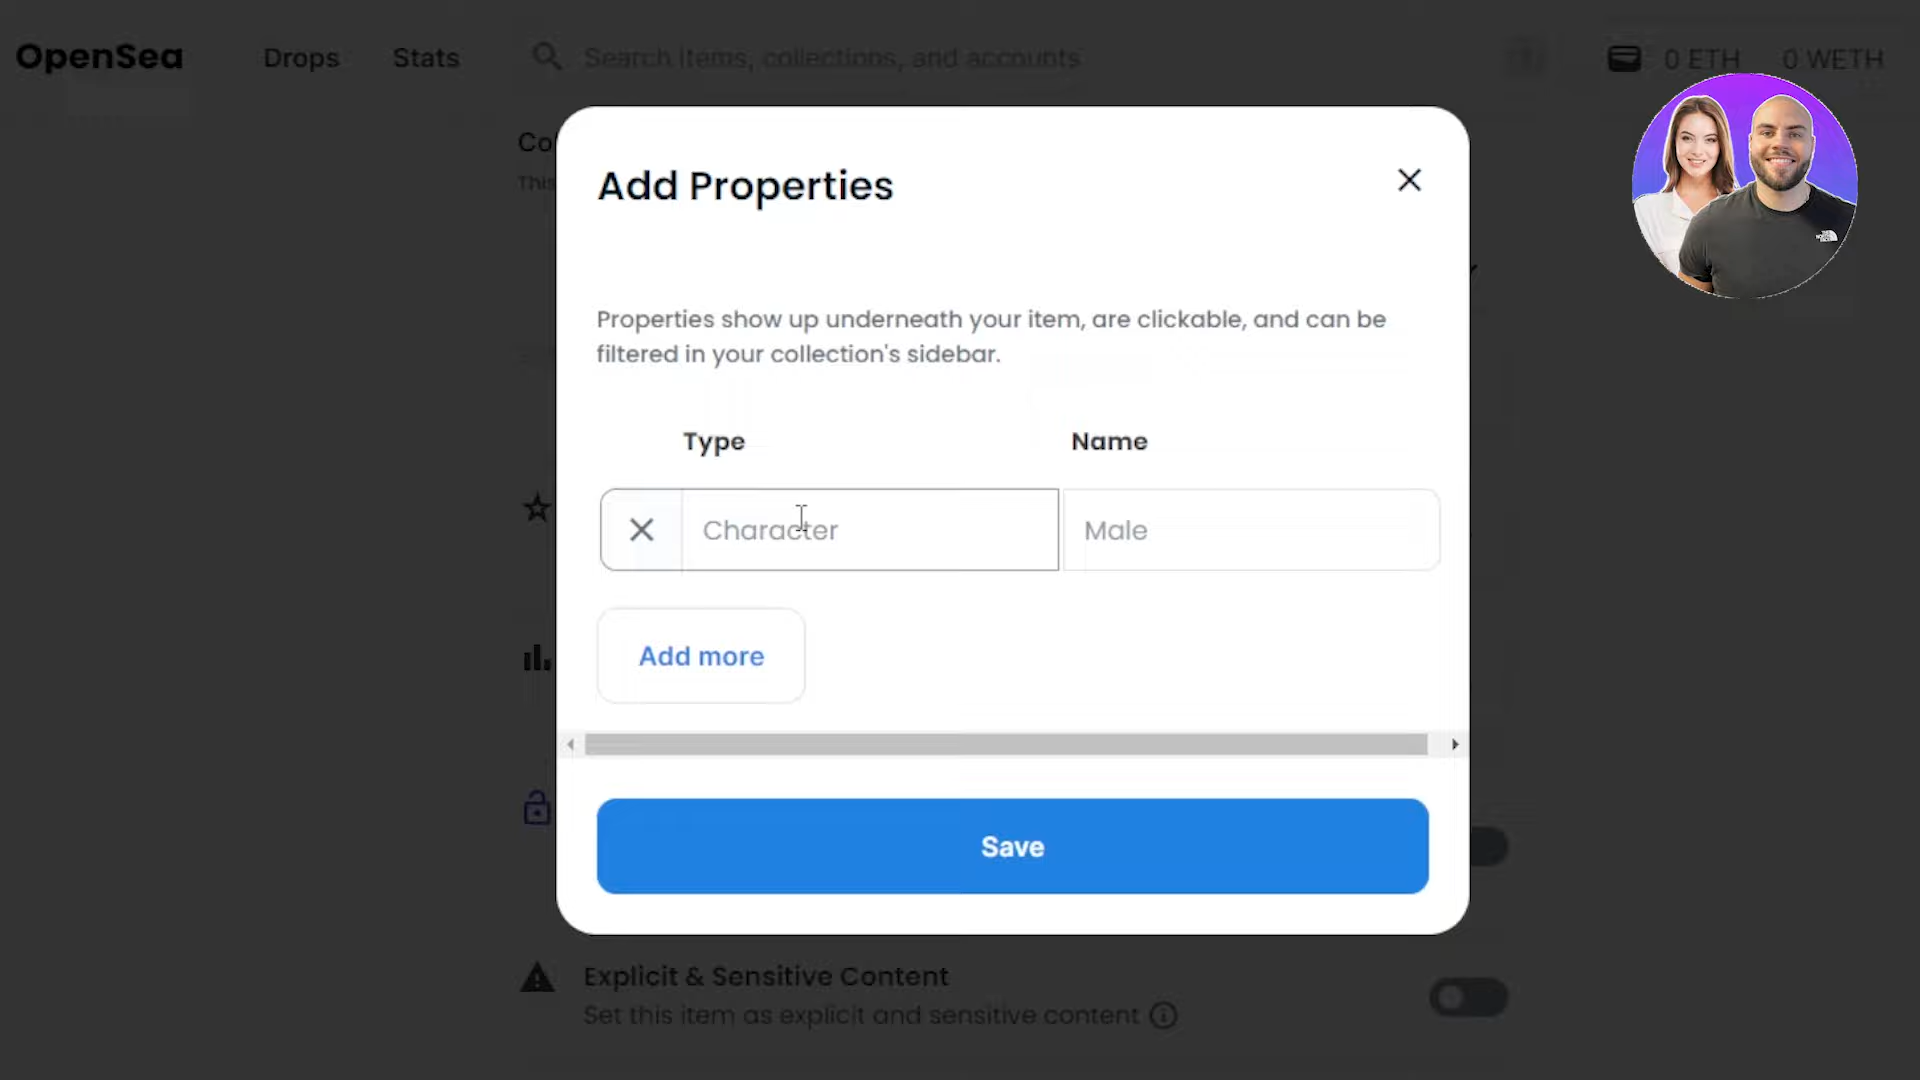 OpenSea Drops Stats Search items, collections, and accounts 0 ETH 0 WETH
Add Properties
Properties show up underneath your item, are clickable, and can be
filtered in your collection's sidebar.
Type Name
Character Male
Add more
Save
Explicit & Sensitive Content
Set this item as explicit and sensitive content